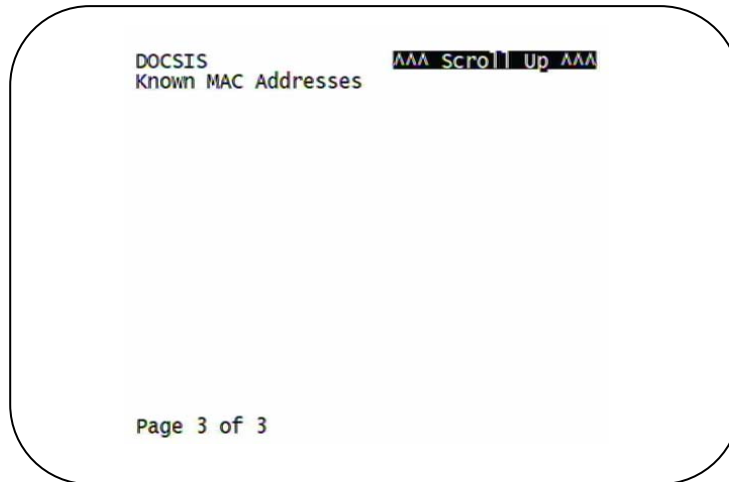 DOCSIS ^^^ Scroll Up ^^^
Known MAC Addresses
Page 3 of 3